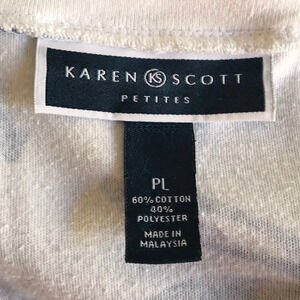 KAREN KS SCOTT
PETITES
PL
60% COTTON
40%
POLYESTER
MADE IN
MALAYSIA